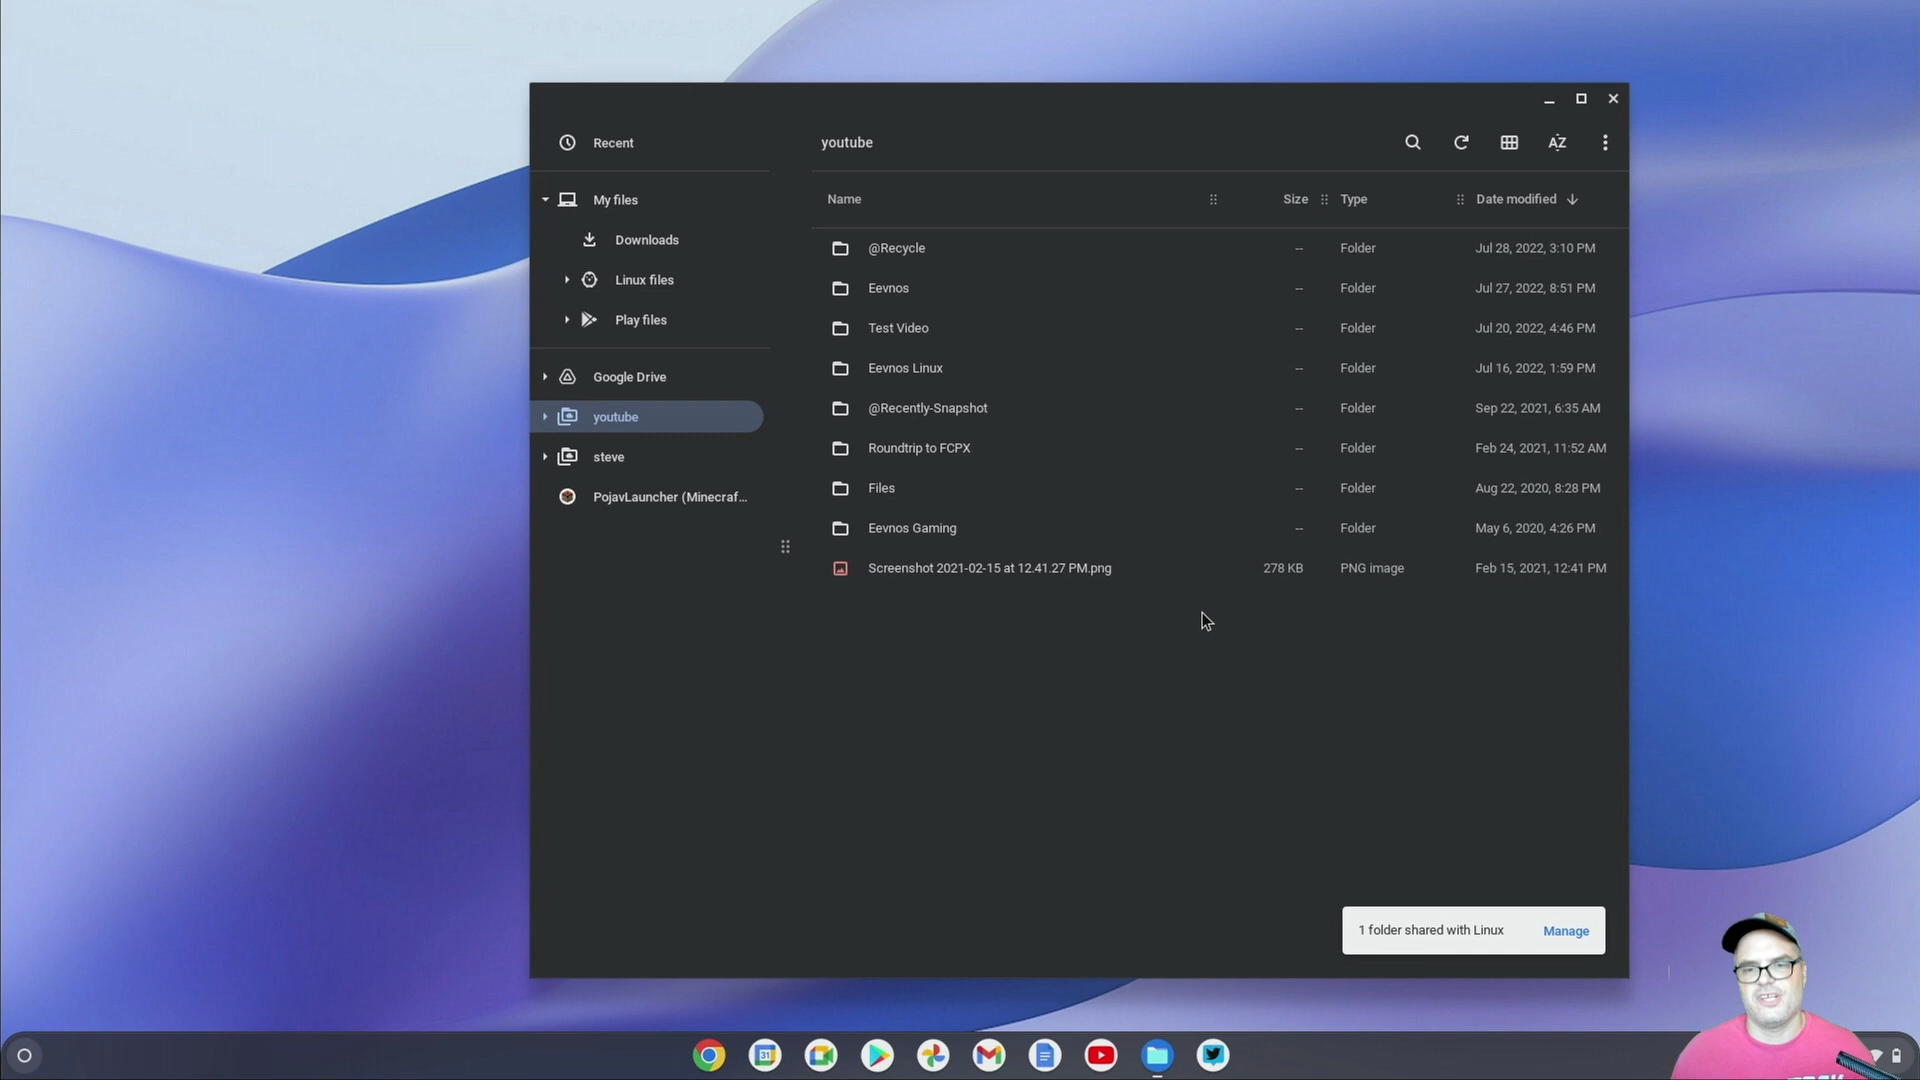 Recent
youtube
My files
Downloads
Linux files
Play files
Google Drive
youtube
steve
PojavLauncher (Minecraf...
Name Size Type Date modified
@Recycle -- Folder Jul 28, 2022, 3:10 PM
Eevnos -- Folder Jul 27, 2022, 8:51 PM
Test Video -- Folder Jul 20, 2022, 4:46 PM
Eevnos Linux -- Folder Jul 16, 2022, 1:59 PM
@Recently-Snapshot -- Folder Sep 22, 2021, 6:35 AM
Roundtrip to FCPX -- Folder Feb 24, 2021, 11:52 AM
Files -- Folder Aug 22, 2020, 8:28 PM
Eevnos Gaming -- Folder May 6, 2020, 4:26 PM
Screenshot 2021-02-15 at 12.41.27 PM.png 278 KB PNG image Feb 15, 2021, 12:41 PM
1 folder shared with Linux Manage
31